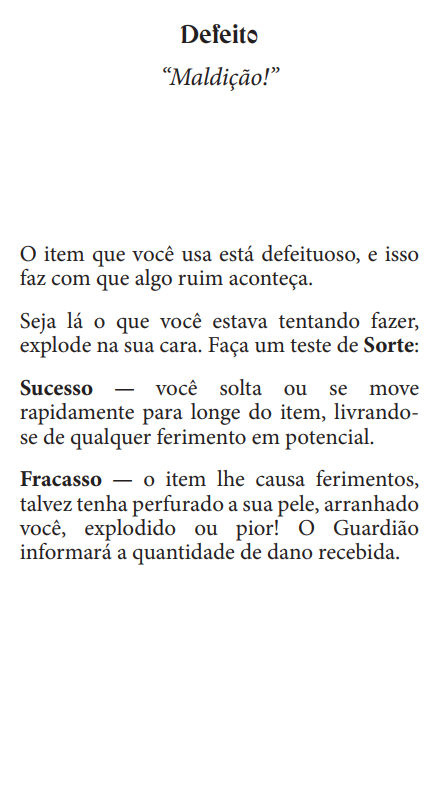 Defeito
“Maldição!”
O item que você usa está defeituoso, e isso
faz com que algo ruim aconteça.
Seja lá o que você estava tentando fazer,
explode na sua cara. Faça um teste de Sorte:
Sucesso — você solta ou se move
rapidamente para longe do item, livrando-
se de qualquer ferimento em potencial.
Fracasso — o item lhe causa ferimentos,
talvez tenha perfurado a sua pele, arranhado
você, explodido ou pior! O Guardião
informará a quantidade de dano recebida.